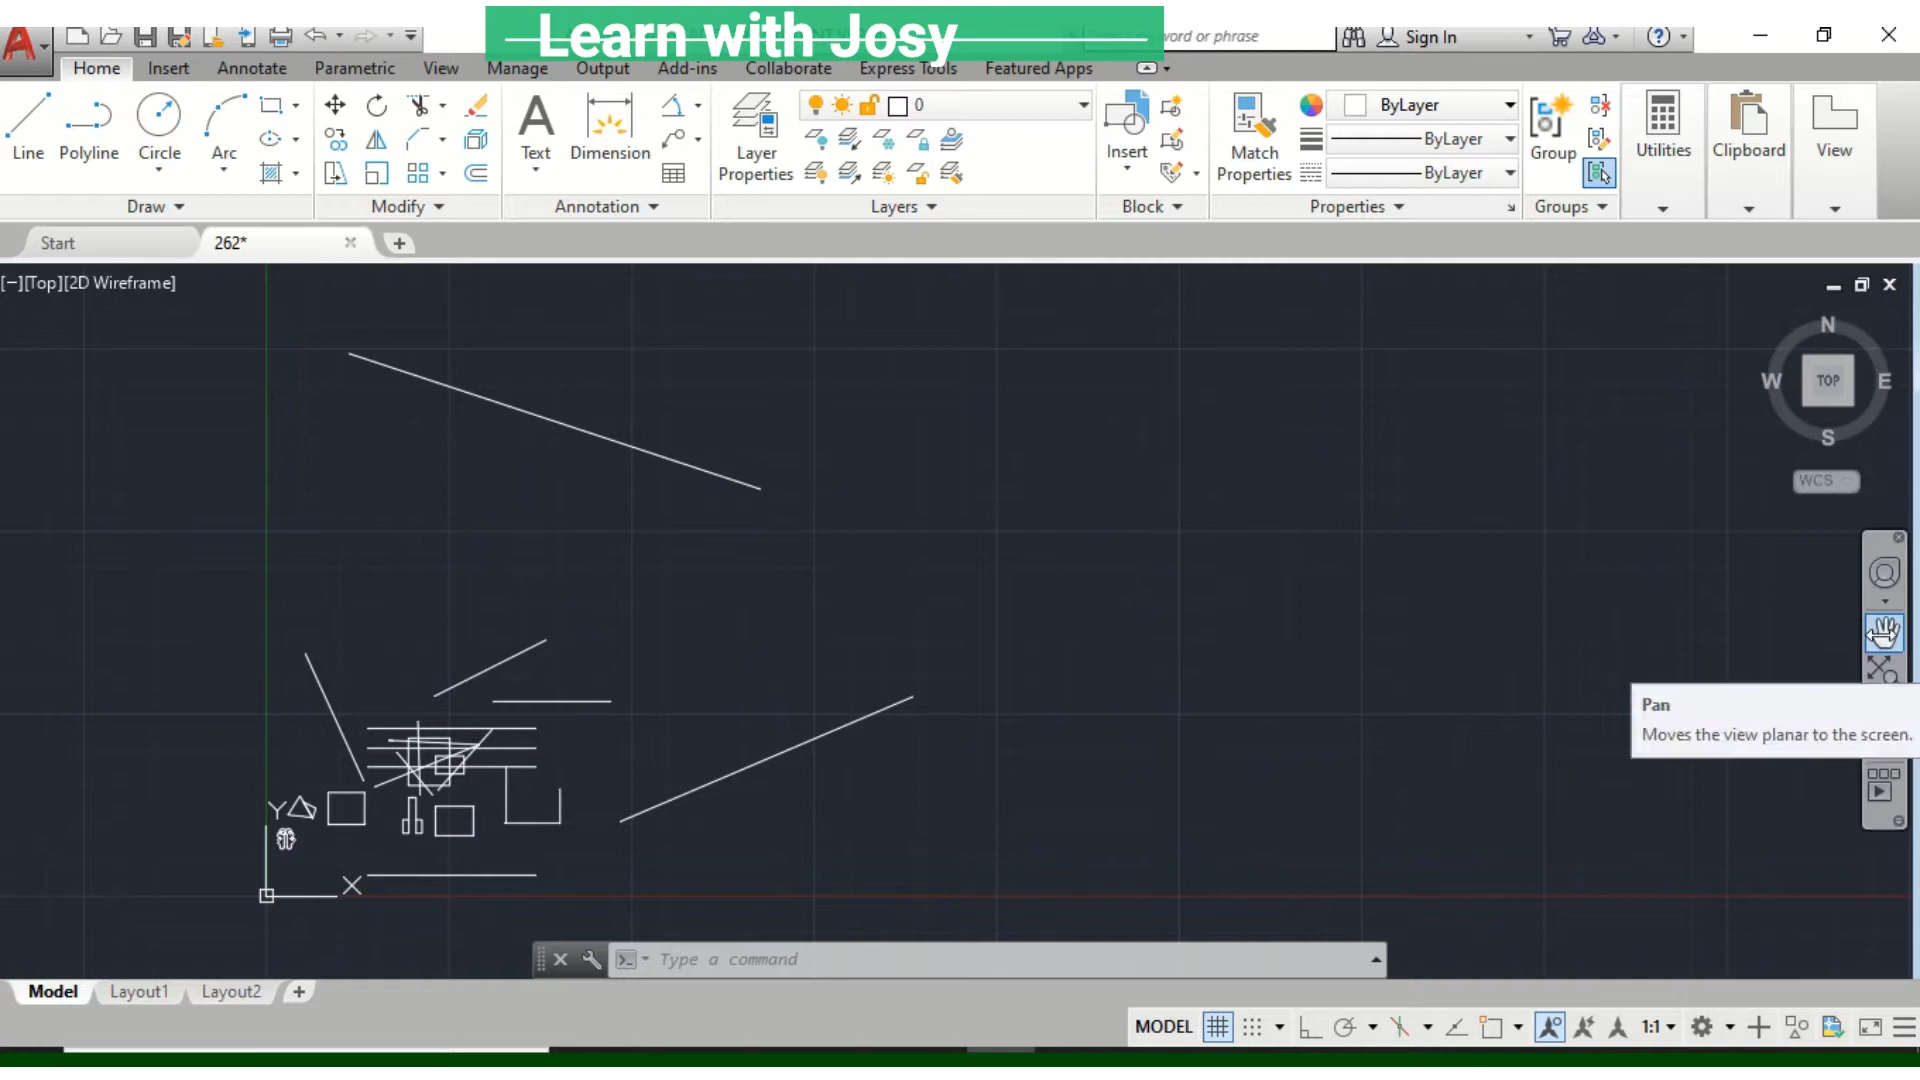 Learn with Josy
word or phrase
Sign In
Home Insert Annotate Parametric View Manage Output Add-ins Collaborate Express Tools Featured Apps
0
ByLayer
Line Polyline Circle Arc
Text Dimension
Layer
Properties
Insert
Match
Properties
ByLayer
ByLayer
Group
Utilities Clipboard View
Draw Modify Annotation Layers Block Properties Groups
Start 262*
[−][Top][2D Wireframe]
N
W TOP E
S
WCS
Pan
Moves the view planar to the screen.
Y
X
Type a command
Model Layout1 Layout2
MODEL 1:1